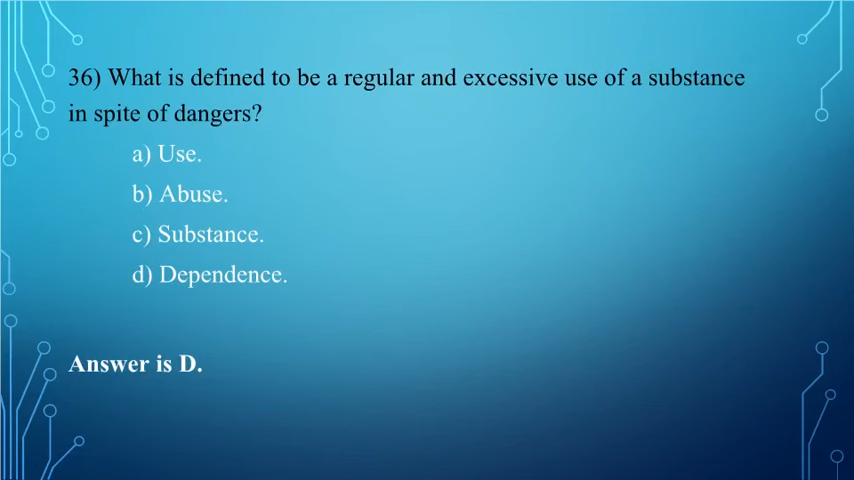 36) What is defined to be a regular and excessive use of a substance
in spite of dangers?
a) Use.
b) Abuse.
c) Substance.
d) Dependence.
Answer is D.